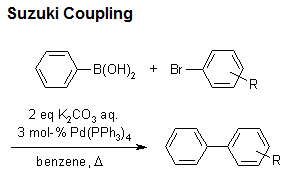 Suzuki Coupling
B(OH)₂ + Br R
2 eq K₂CO₃ aq.
3 mol-% Pd(PPh₃)₄
benzene, Δ
R